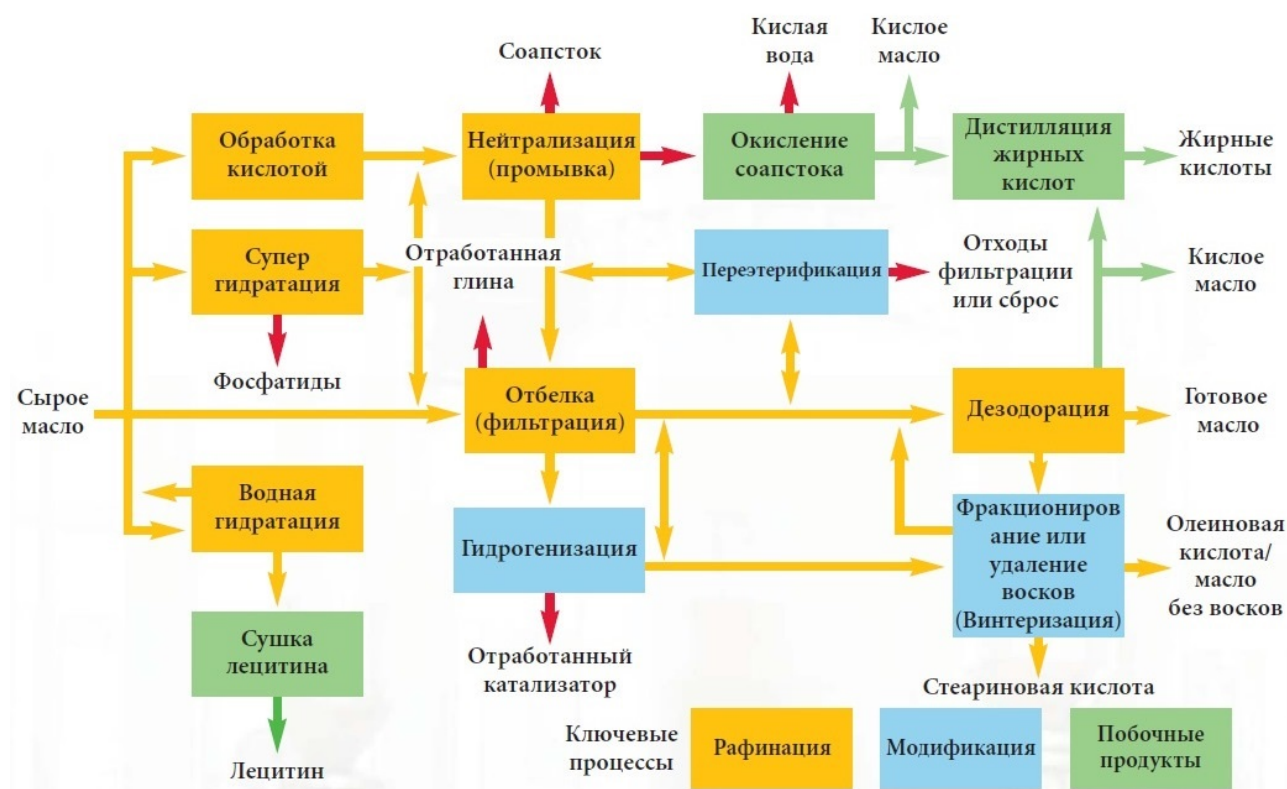 Соапсток
Кислая
вода
Кислое
масло
Обработка
кислотой
Нейтрализация
(промывка)
Окисление
соапстока
Дистилляция
жирных
кислот
Жирные
кислоты
Супер
гидратация
Отработанная
глина
Переэтерификация
Отходы
фильтрации
или сброс
Кислое
масло
Фосфатиды
Сырое
масло
Отбелка
(фильтрация)
Дезодорация
Готовое
масло
Водная
гидратация
Гидрогенизация
Фракциониров
ание или
удаление
восков
(Винтеризация)
Олеиновая
кислота/
масло
без восков
Сушка
лецитина
Отработанный
катализатор
Стеариновая кислота
Лецитин
Ключевые
процессы
Рафинация
Модификация
Побочные
продукты